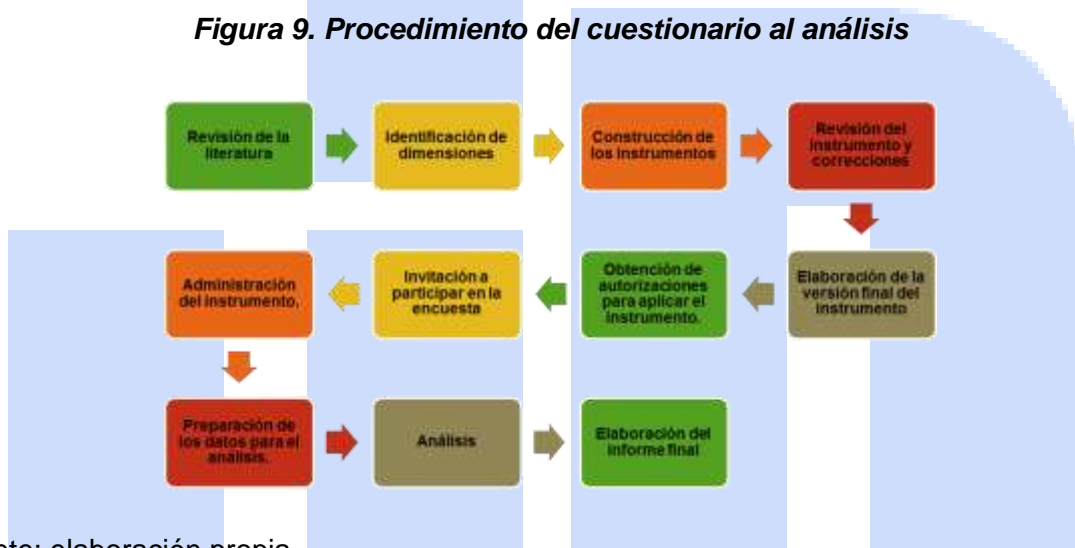 Figura 9. Procedimiento del cuestionario al análisis
Revisión de la
literatura
Identificación de
dimensiones
Construcción de
los instrumentos
Revisión del
instrumento y
correcciones
Elaboración de la
versión final del
instrumento
Obtención de
autorizaciones
para aplicar el
instrumento.
Invitación a
participar en la
encuesta
Administración
del instrumento,
Preparación de
los datos para el
análisis.
Análisis
Elaboración del
informe final
elaboración propia